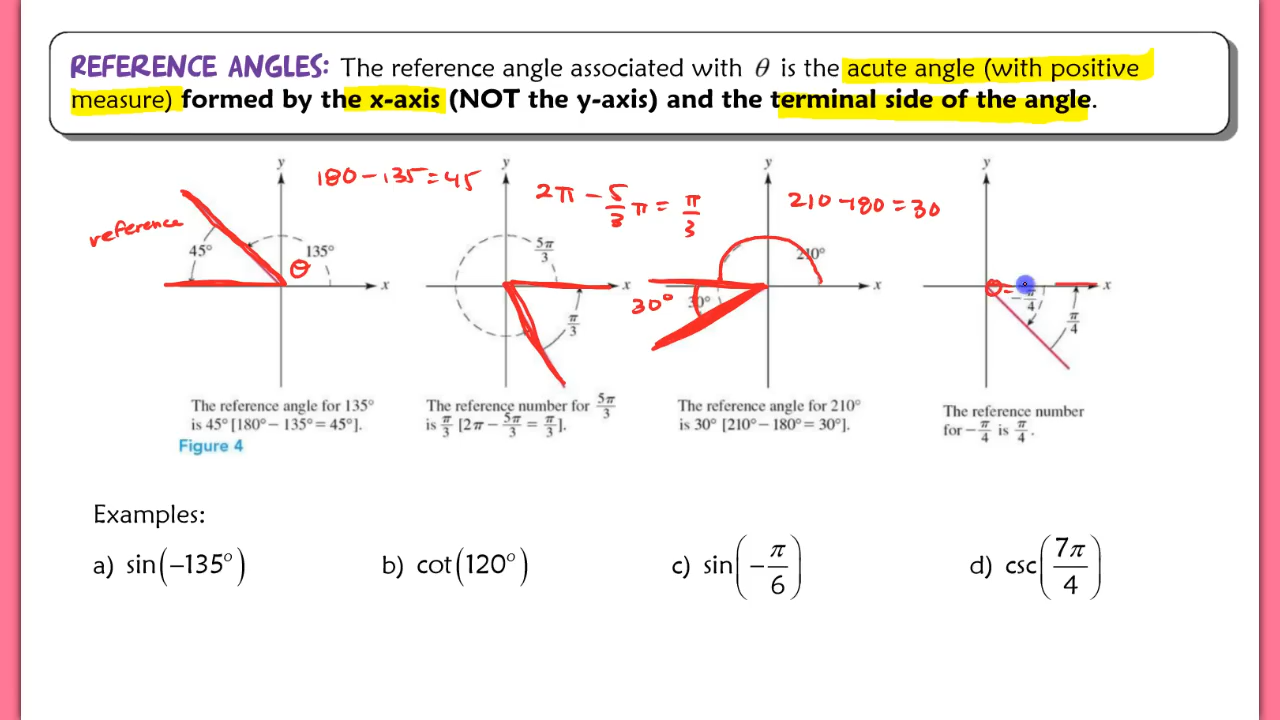 REFERENCE ANGLES: The reference angle associated with θ is the acute angle (with positive
measure) formed by the x-axis (NOT the y-axis) and the terminal side of the angle.
y
180 - 135 = 45
reference
45°
135°
θ
x
The reference angle for 135°
is 45° [180° − 135° = 45°].
Figure 4
y
2π - 5/3 π = π/3
5π/3
x
π/3
The reference number for 5π/3
is π/3 [2π − 5π/3 = π/3].
y
210 - 180 = 30
210°
x
30°
30°
The reference angle for 210°
is 30° [210° − 180° = 30°].
y
θ = -π/4
x
π/4
The reference number
for −π/4 is π/4.
Examples:
a) sin(−135°)
b) cot(120°)
c) sin(−π/6)
d) csc(7π/4)